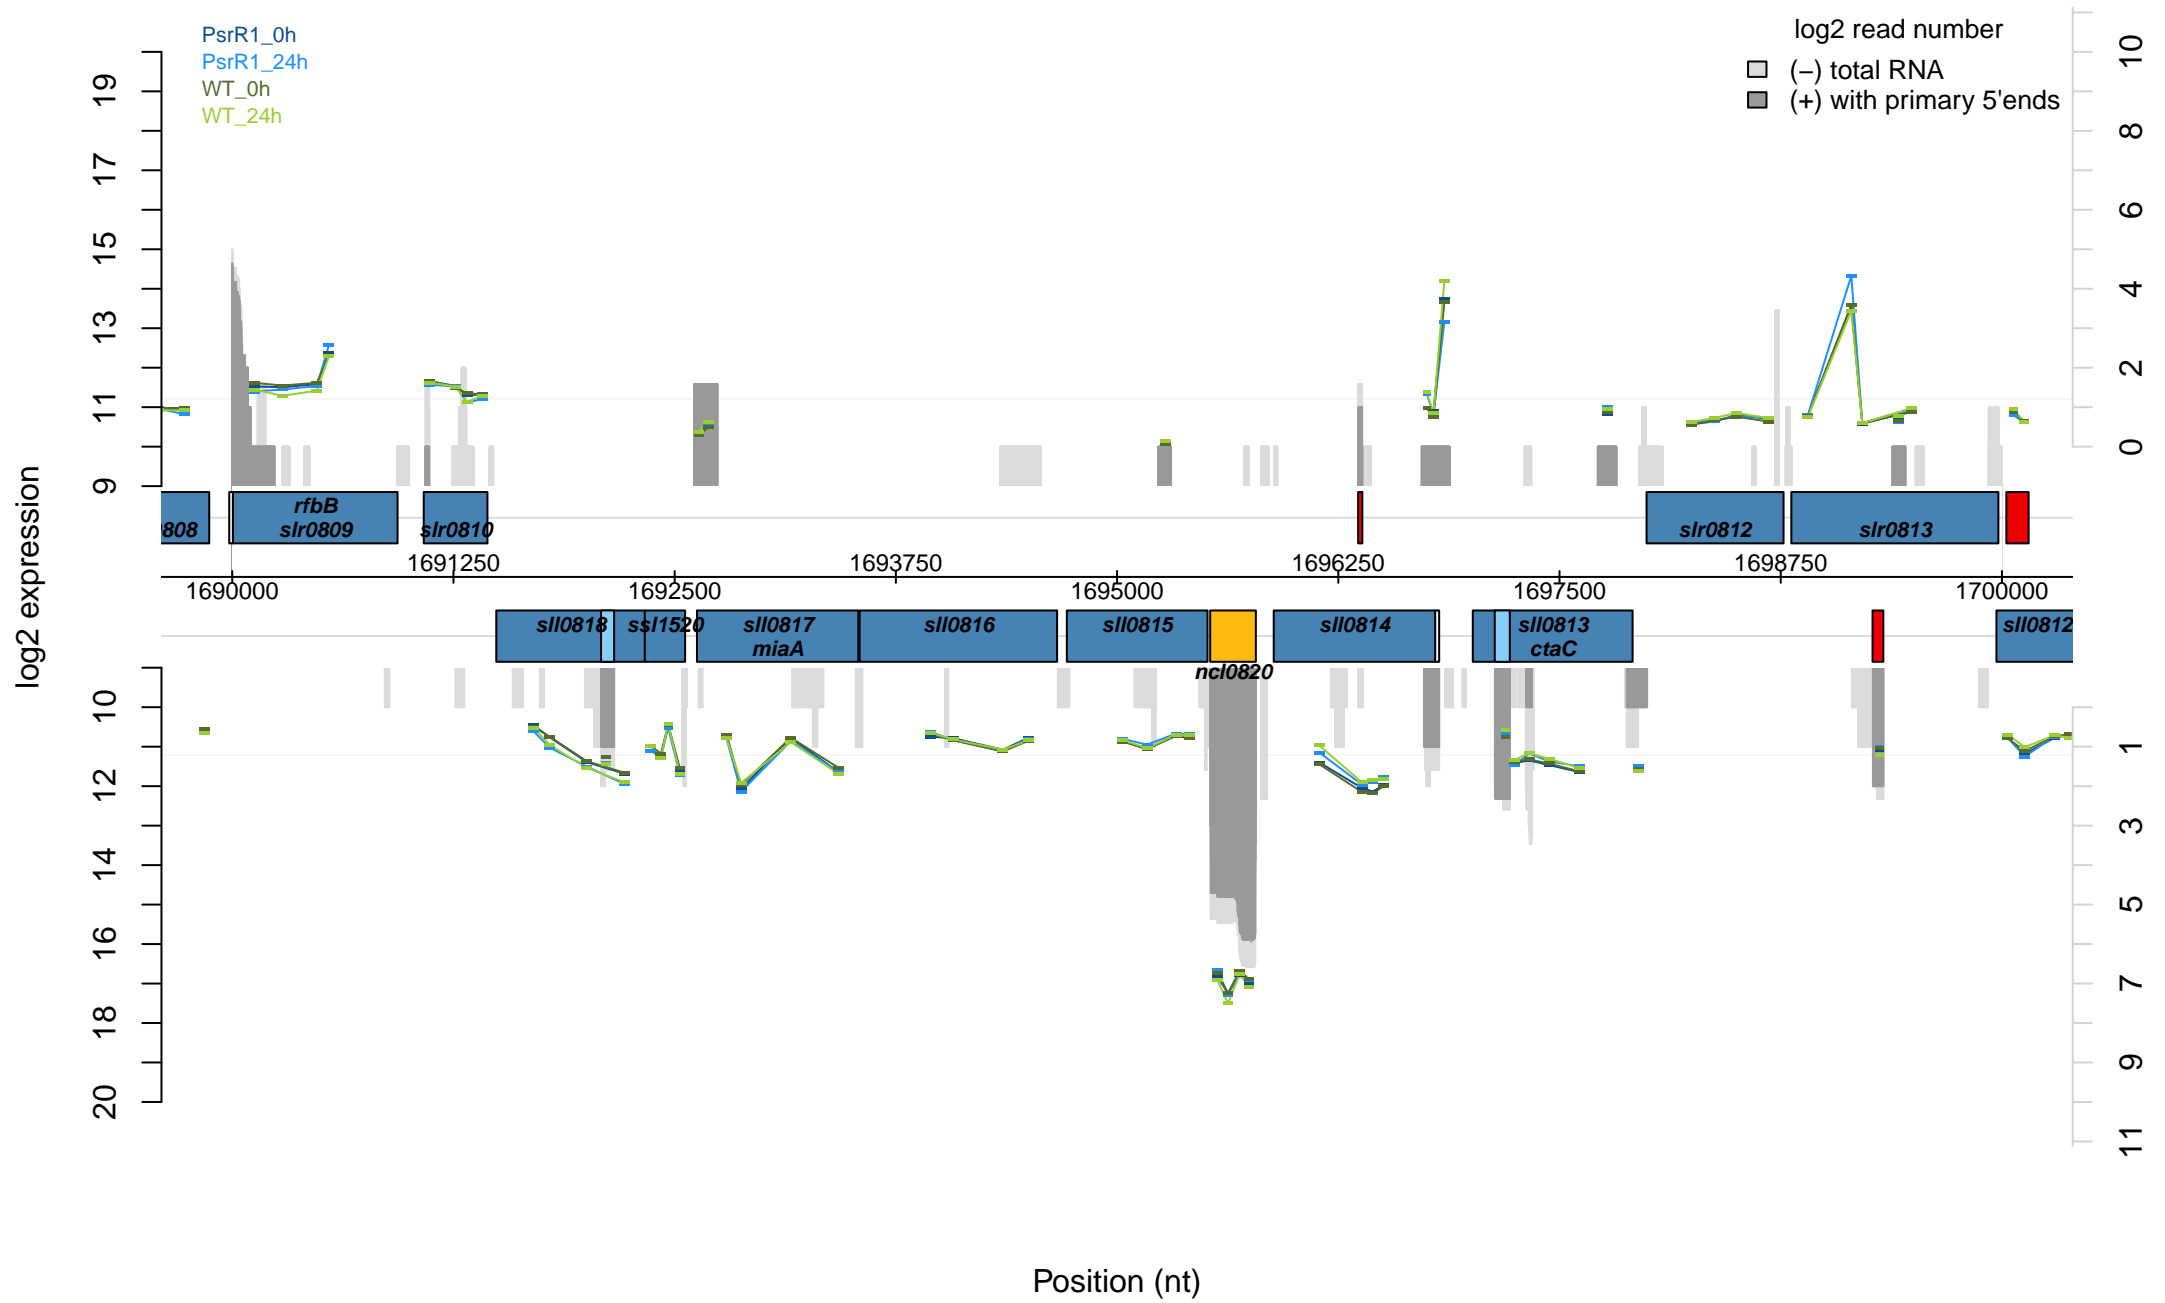 PsrR1_0h
PsrR1_24h
WT_0h
WT_24h
log2 read number
(−) total RNA
(+) with primary 5'ends
19
17
15
13
11
9
10
8
6
4
2
0
log2 expression
808
rfbB
slr0809
slr0810
slr0812
slr0813
1691250
1693750
1696250
1698750
1690000
1692500
1695000
1697500
1700000
sll0818
ssl1520
sll0817
miaA
sll0816
sll0815
ncl0820
sll0814
sll0813
ctaC
sll0812
10
12
14
16
18
20
1
3
5
7
9
11
Position (nt)